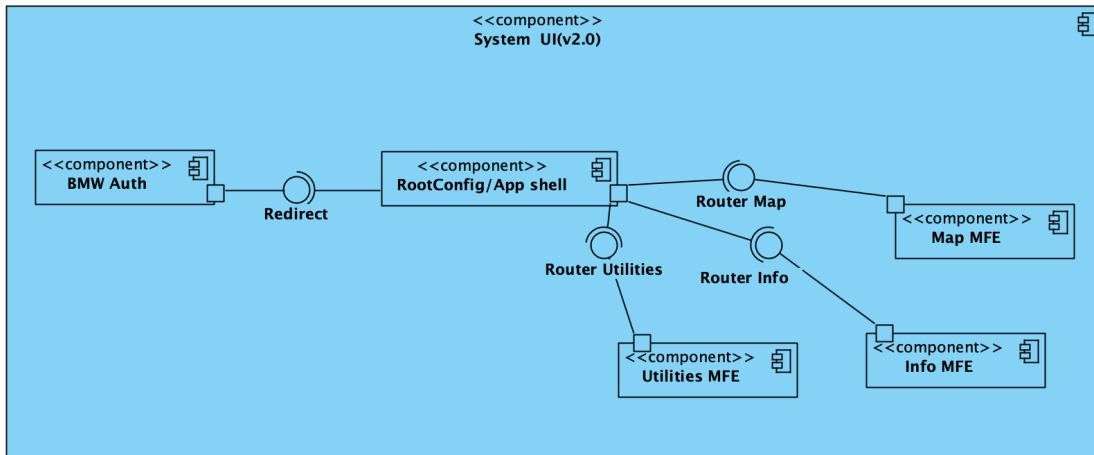 <<component>>
System UI(v2.0)
<<component>>
BMW Auth
Redirect
<<component>>
RootConfig/App shell
Router Map
<<component>>
Map MFE
Router Utilities
Router Info
<<component>>
Utilities MFE
<<component>>
Info MFE